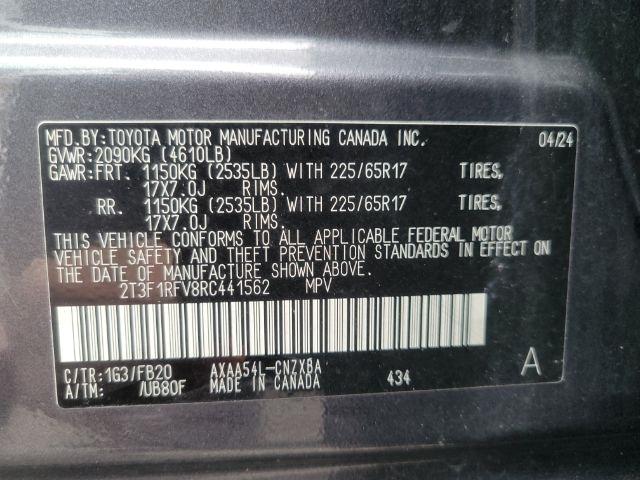 MFD.BY:TOYOTA MOTOR MANUFACTURING CANADA INC. 04/24
GVWR:2090KG (4610LB)
GAWR:FRT. 1150KG (2535LB) WITH 225/65R17 TIRES,
17X7.0J RIMS.
RR. 1150KG (2535LB) WITH 225/65R17 TIRES,
17X7.0J RIMS.
THIS VEHICLE CONFORMS TO ALL APPLICABLE FEDERAL MOTOR
VEHICLE SAFETY AND THEFT PREVENTION STANDARDS IN EFFECT ON
THE DATE OF MANUFACTURE SHOWN ABOVE.
2T3F1RFV8RC441562 MPV
C/TR:1G3/FB20 AXAA54L-CNZXBA A
A/TM: /UB80F MADE IN CANADA 434